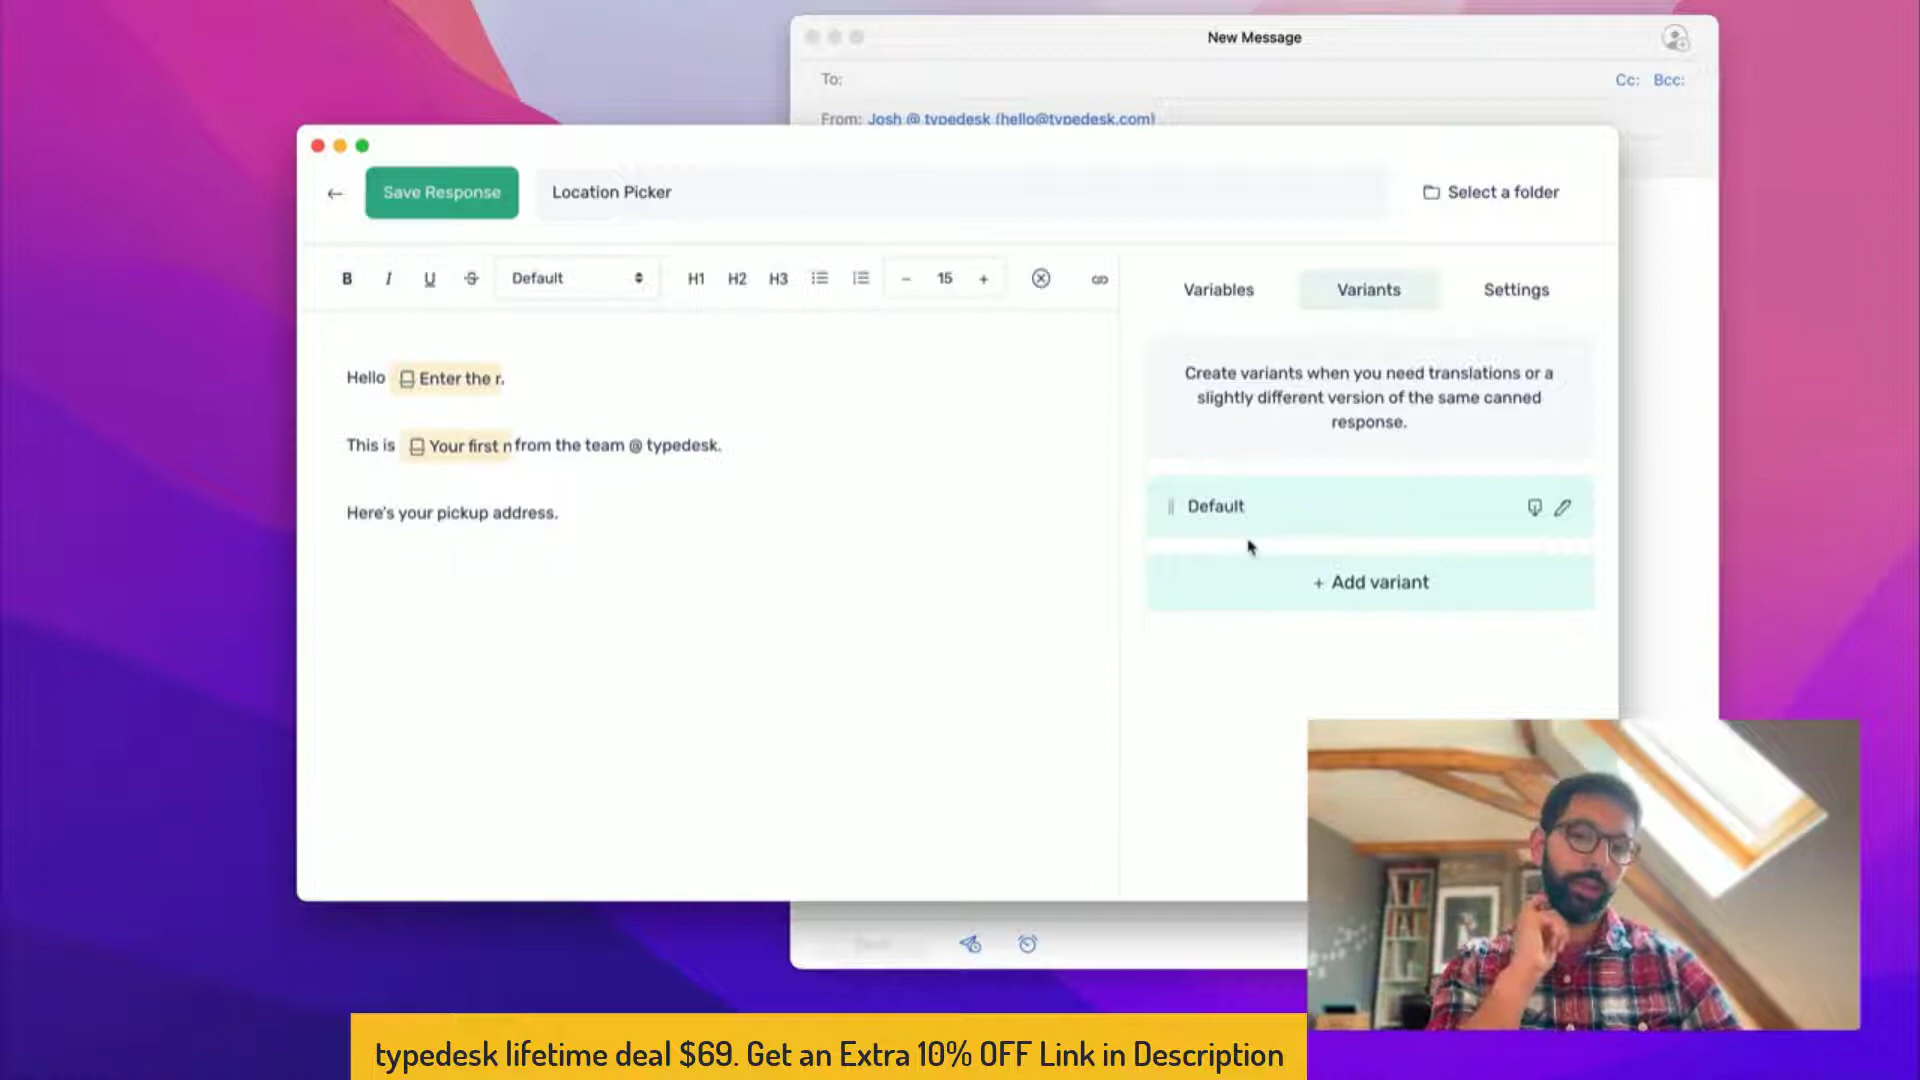 New Message
To:
Cc: Bcc:
From: Josh @ typedesk (hello@typedesk.com)
Save Response
Location Picker
Select a folder
B I U S Default H1 H2 H3 − 15 +
Variables Variants Settings
Hello Enter the r.
This is Your first n from the team @ typedesk.
Here's your pickup address.
Create variants when you need translations or a
slightly different version of the same canned
response.
Default
+ Add variant
typedesk lifetime deal $69. Get an Extra 10% OFF Link in Description